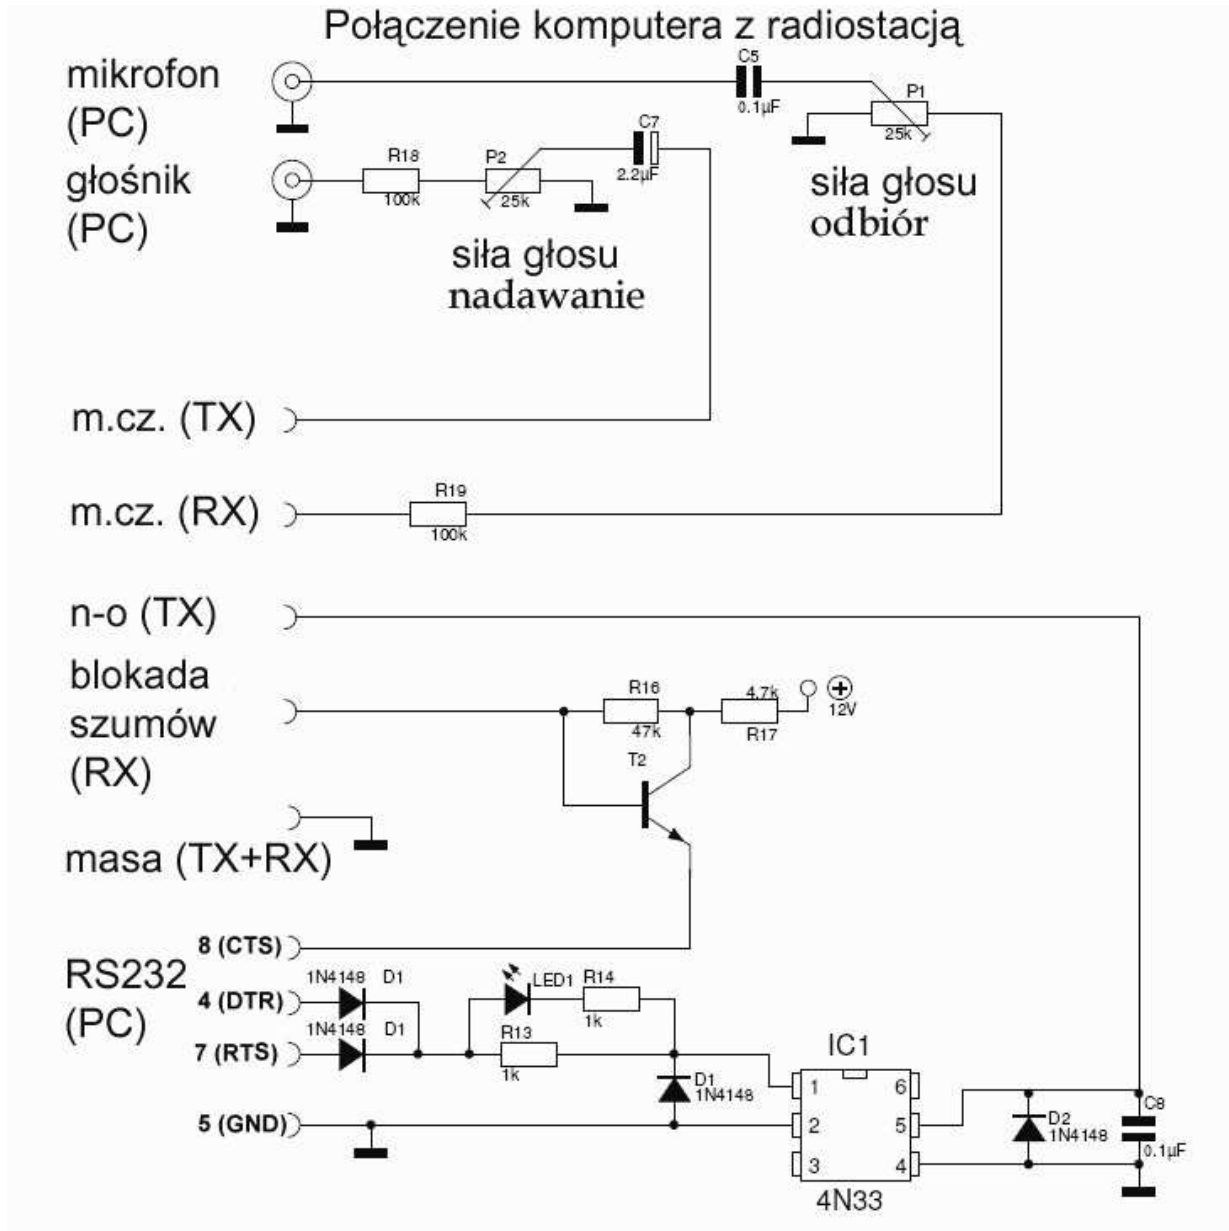 Połączenie komputera z radiostacją
mikrofon
(PC)
C5
0.1µF
P1
25k
głośnik
(PC)
R18
100k
P2
25k
C7
2.2µF
siła głosu
odbiór
siła głosu
nadawanie
m.cz. (TX)
m.cz. (RX)
R19
100k
n-o (TX)
blokada
szumów
(RX)
R16
47k
4.7k
R17
12V
T2
masa (TX+RX)
RS232
(PC)
8 (CTS)
4 (DTR)
7 (RTS)
5 (GND)
1N4148 D1
1N4148 D1
LED1
R14
1k
R13
1k
D1
1N4148
IC1
1 6
2 5
3 4
4N33
D2
1N4148
C8
0.1µF